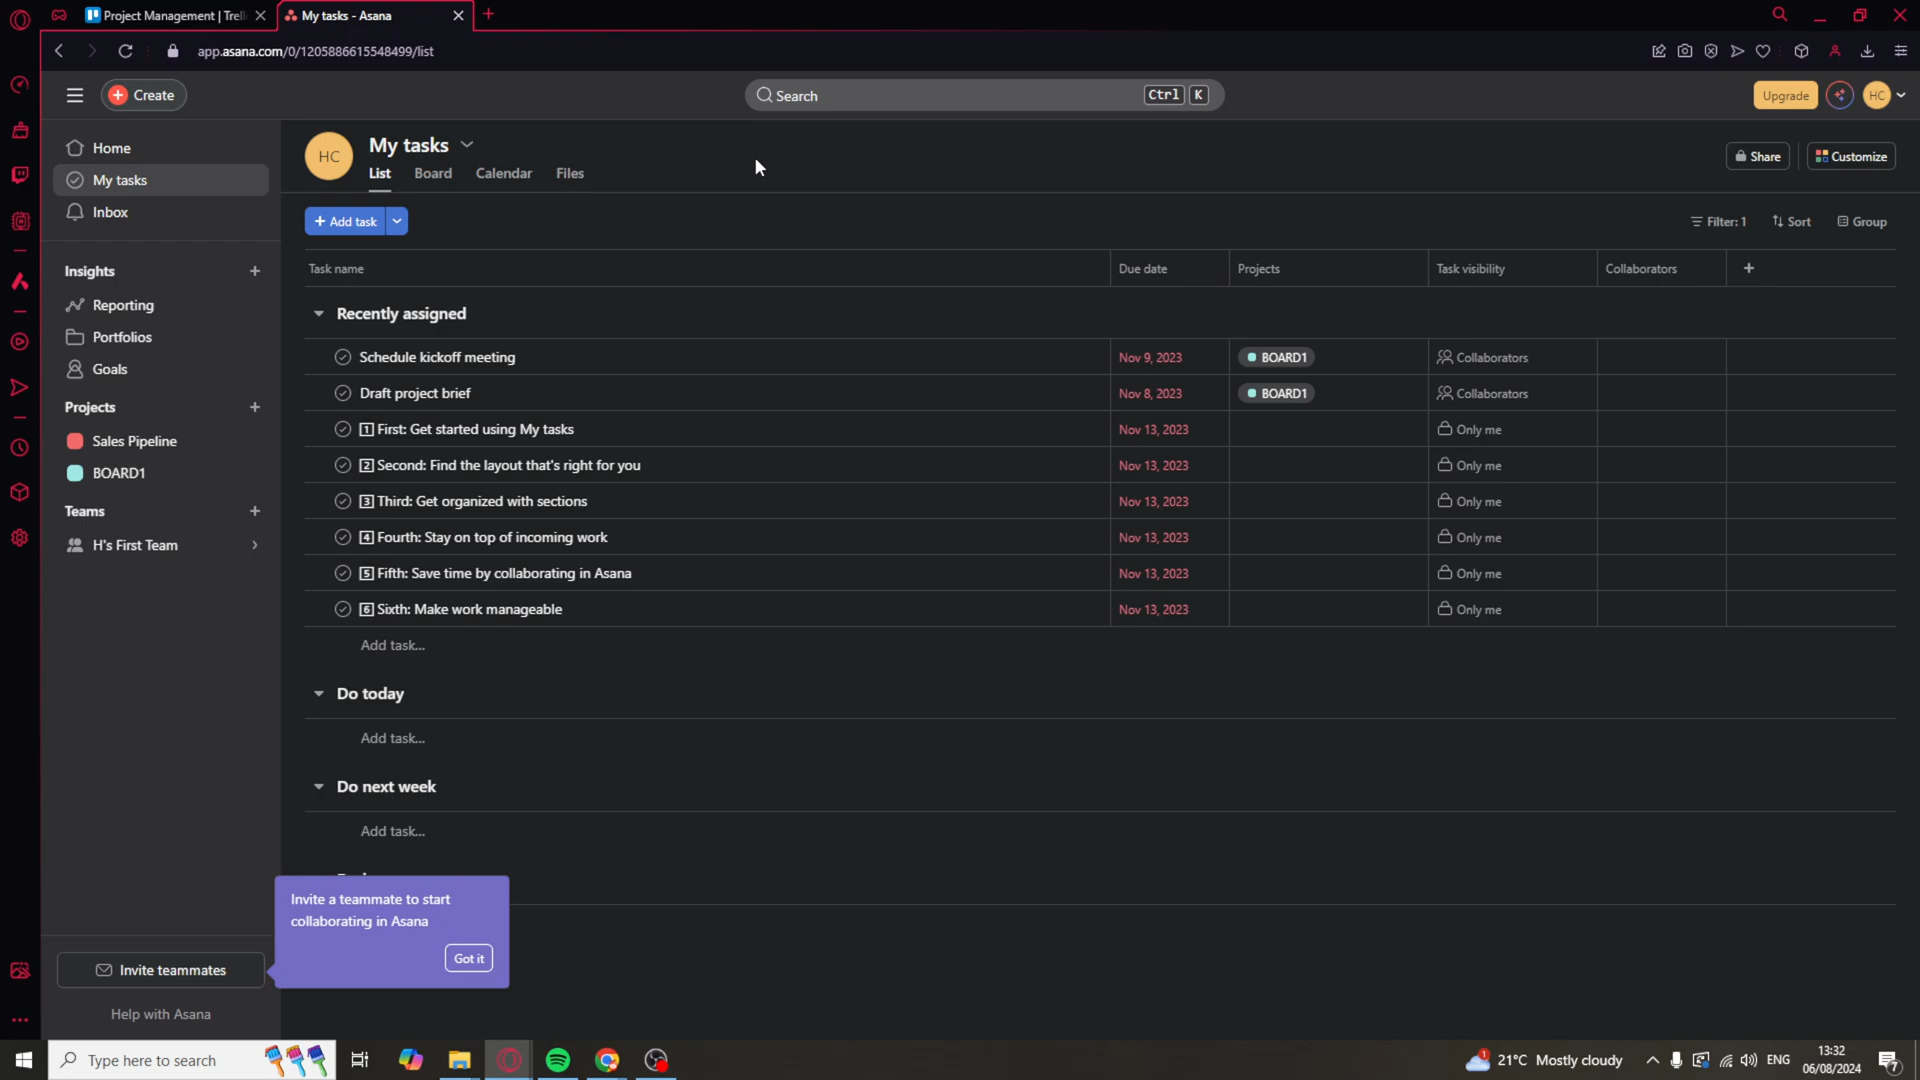 Project Management | Trell
My tasks - Asana
app.asana.com/0/1205886615548499/list
Create
Search
Ctrl K
Upgrade
HC
Home
My tasks
Inbox
Insights
Reporting
Portfolios
Goals
Projects
Sales Pipeline
BOARD1
Teams
H's First Team
Invite teammates
Help with Asana
HC
My tasks
List Board Calendar Files
Share
Customize
+ Add task
Filter: 1 Sort Group
Task name Due date Projects Task visibility Collaborators
Recently assigned
Schedule kickoff meeting Nov 9, 2023 BOARD1 Collaborators
Draft project brief Nov 8, 2023 BOARD1 Collaborators
1 First: Get started using My tasks Nov 13, 2023 Only me
2 Second: Find the layout that's right for you Nov 13, 2023 Only me
3 Third: Get organized with sections Nov 13, 2023 Only me
4 Fourth: Stay on top of incoming work Nov 13, 2023 Only me
5 Fifth: Save time by collaborating in Asana Nov 13, 2023 Only me
6 Sixth: Make work manageable Nov 13, 2023 Only me
Add task...
Do today
Add task...
Do next week
Add task...
Invite a teammate to start
collaborating in Asana
Got it
Type here to search
1
21°C Mostly cloudy
ENG
13:32
06/08/2024
7